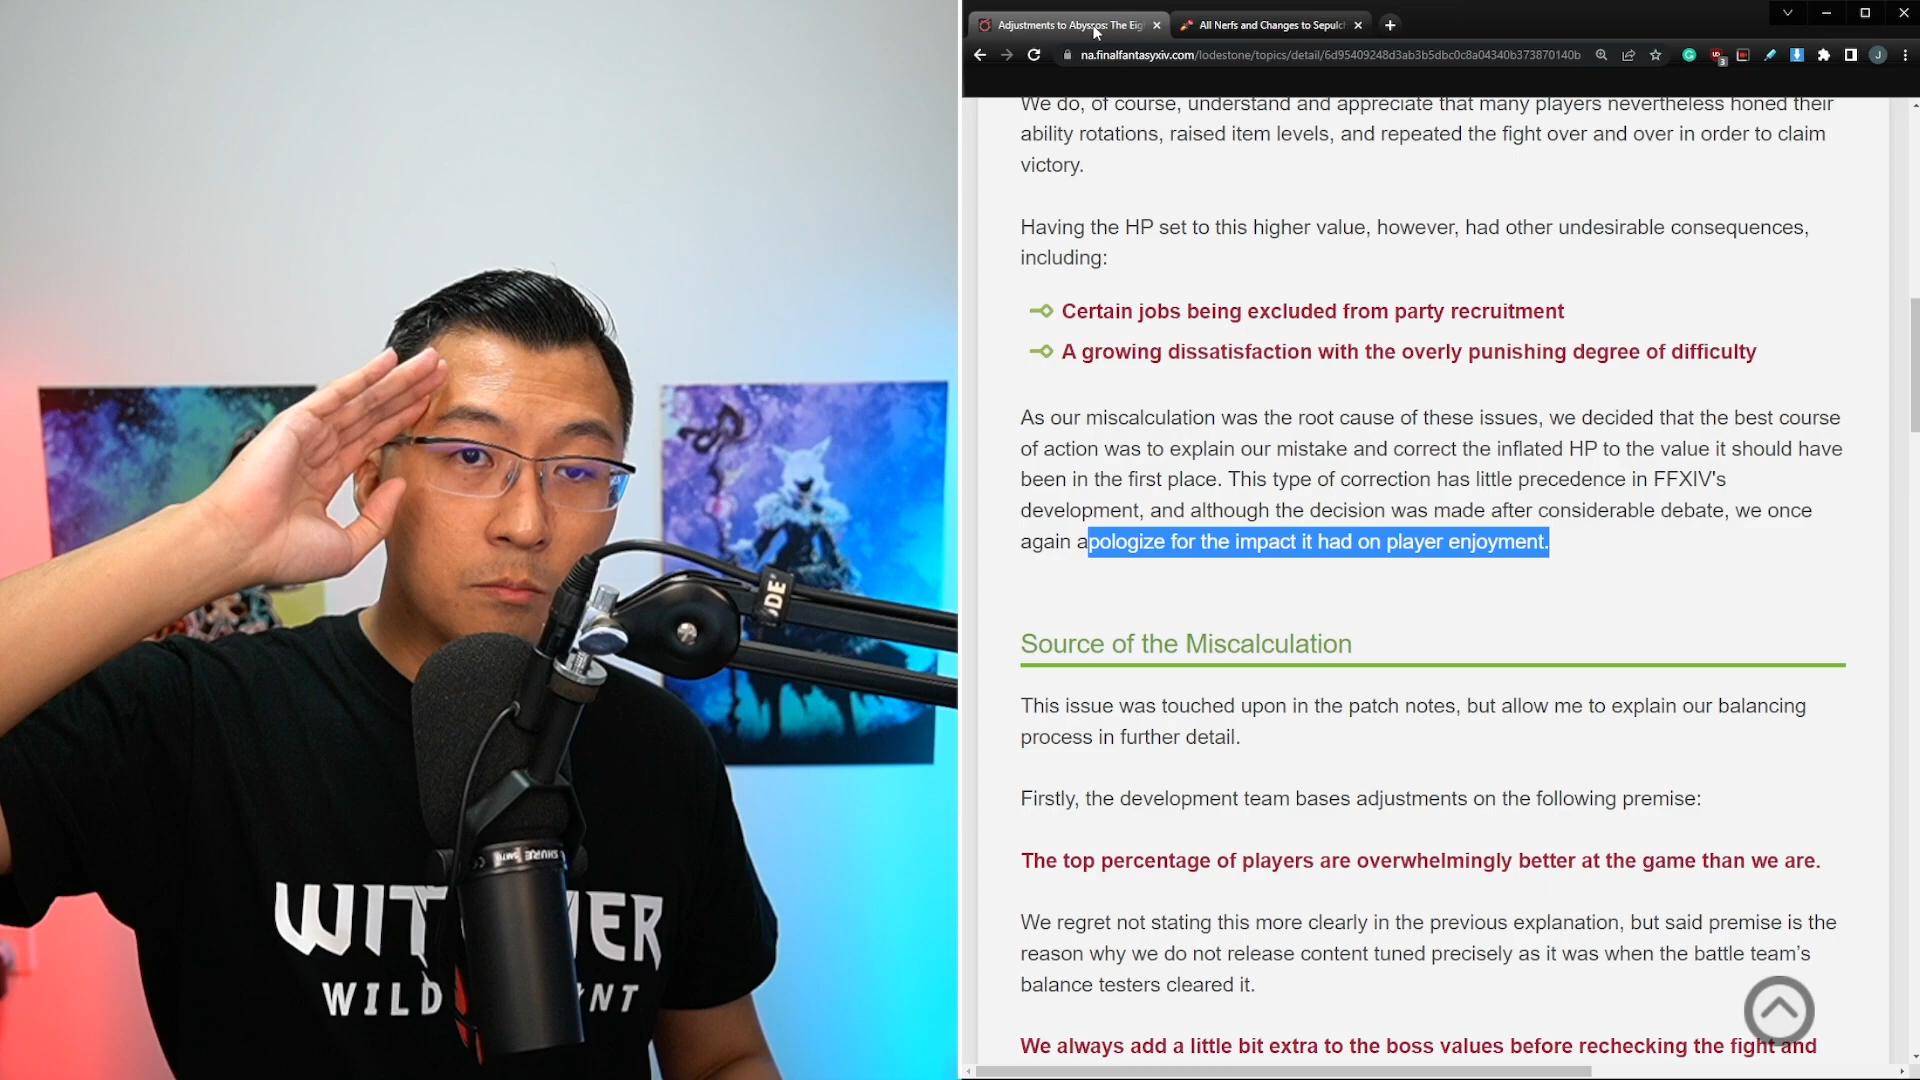 Adjustments to Abyssos: The Eig
All Nerfs and Changes to Sepulc
na.finalfantasyxiv.com/lodestone/topics/detail/6d95409248d3ab3b5dbc0c8a04340b373870140b
3
J
We do, of course, understand and appreciate that many players nevertheless honed their
ability rotations, raised item levels, and repeated the fight over and over in order to claim
victory.
Having the HP set to this higher value, however, had other undesirable consequences,
including:
Certain jobs being excluded from party recruitment
A growing dissatisfaction with the overly punishing degree of difficulty
As our miscalculation was the root cause of these issues, we decided that the best course
of action was to explain our mistake and correct the inflated HP to the value it should have
been in the first place. This type of correction has little precedence in FFXIV's
development, and although the decision was made after considerable debate, we once
again apologize for the impact it had on player enjoyment.
Source of the Miscalculation
This issue was touched upon in the patch notes, but allow me to explain our balancing
process in further detail.
Firstly, the development team bases adjustments on the following premise:
The top percentage of players are overwhelmingly better at the game than we are.
We regret not stating this more clearly in the previous explanation, but said premise is the
reason why we do not release content tuned precisely as it was when the battle team’s
balance testers cleared it.
We always add a little bit extra to the boss values before rechecking the fight and
ODE
SHURE
WIT ER
WILD NT